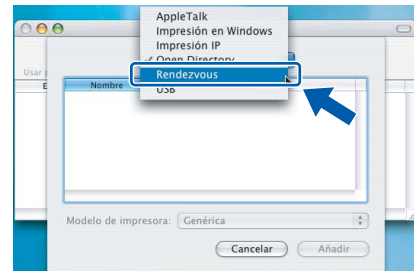 AppleTalk
Impresión en Windows
Impresión IP
Open Directory
Usar
Rendezvous
E
Nombre
USB
Modelo de impresora: Genérica
Cancelar Añadir